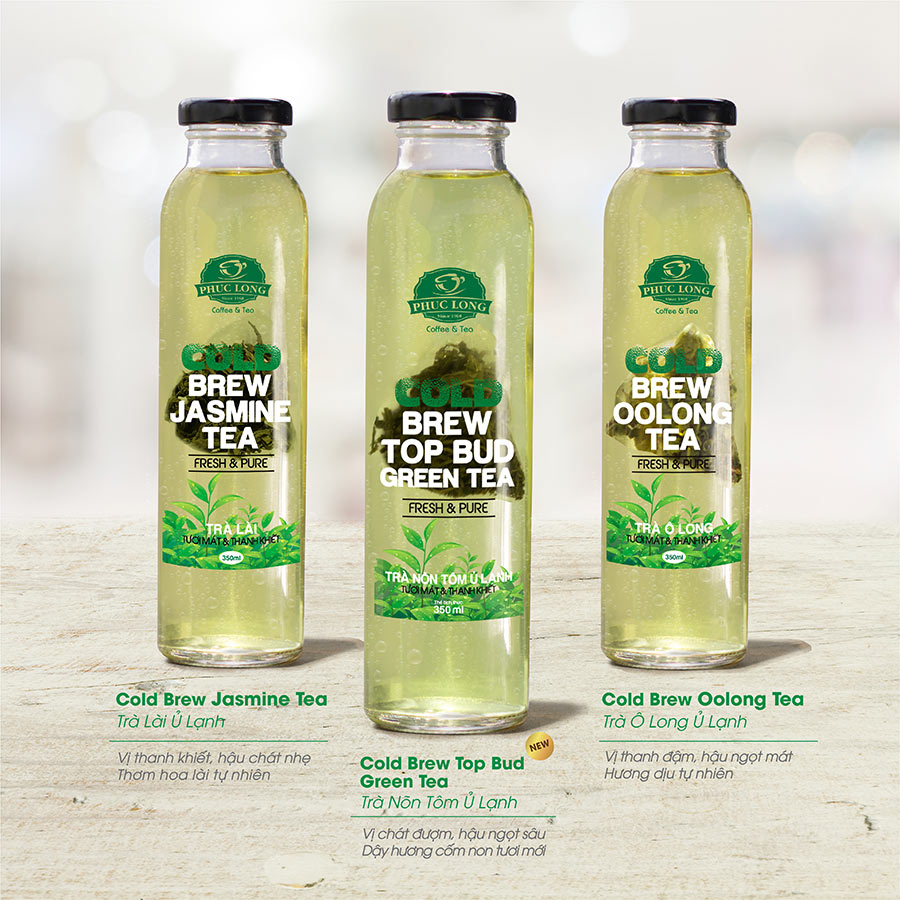 PHUC LONG
Since 1968
Coffee & Tea
COLD
BREW
JASMINE
TEA
FRESH & PURE
TRÀ LÀI
TƯƠI MÁT & THANH KHIẾT
350ml
PHUC LONG
Since 1968
Coffee & Tea
COLD
BREW
TOP BUD
GREEN TEA
FRESH & PURE
TRÀ NÕN TÔM Ủ LẠNH
TƯƠI MÁT & THANH KHIẾT
Thể tích thực
350 ml
PHUC LONG
Since 1968
Coffee & Tea
COLD
BREW
OOLONG
TEA
FRESH & PURE
TRÀ Ô LONG
TƯƠI MÁT & THANH KHIẾT
350ml
Cold Brew Jasmine Tea
Trà Lài Ủ Lạnh
Vị thanh khiết, hậu chát nhẹ
Thơm hoa lài tự nhiên
NEW
Cold Brew Top Bud
Green Tea
Trà Nõn Tôm Ủ Lạnh
Vị chát đượm, hậu ngọt sâu
Dậy hương cốm non tươi mới
Cold Brew Oolong Tea
Trà Ô Long Ủ Lạnh
Vị thanh đậm, hậu ngọt mát
Hương dịu tự nhiên